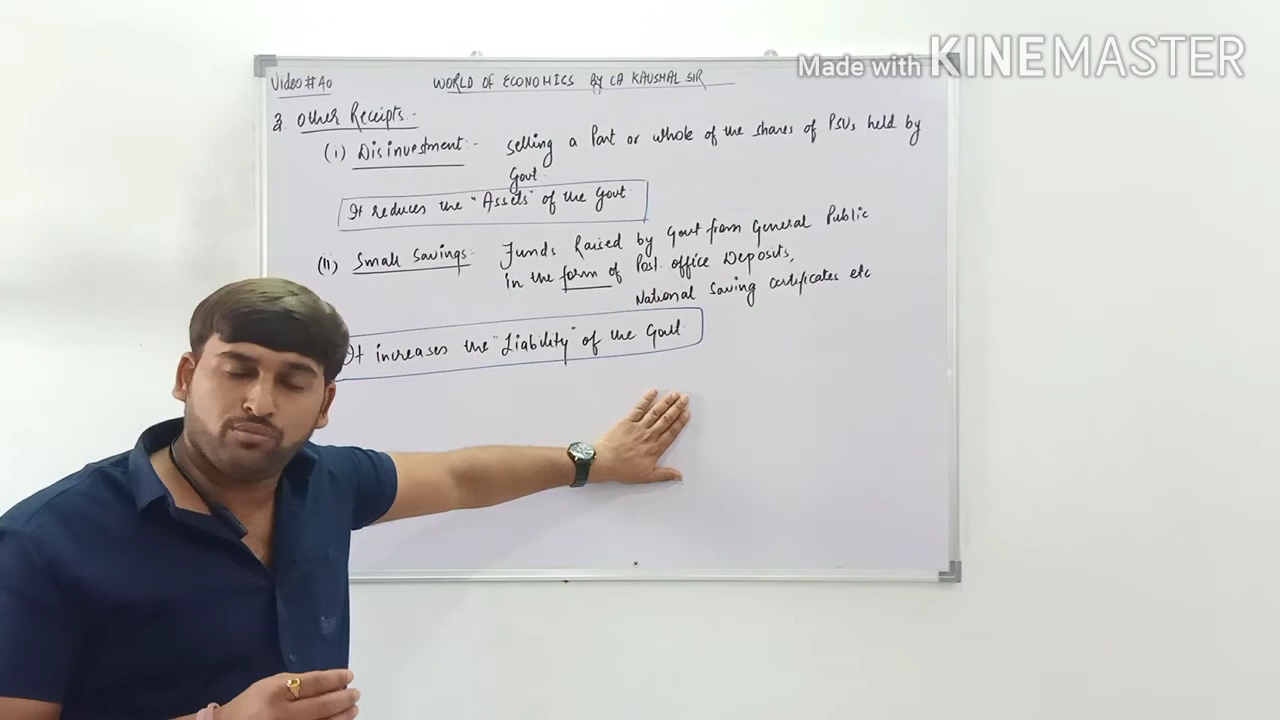 Made with KINEMASTER
Video#40
WORLD OF ECONOMICS BY CA KAUSHAL SIR
3. Other Receipts:-
(i) Disinvestment:- Selling a Part or whole of the shares of PSUs held by
Govt.
It reduces the "Assets" of the Govt.
(II) Small Savings:- Funds Raised by Govt from General Public
in the form of Post office Deposits,
National Saving certificates etc
It increases the "Liability" of the Govt.